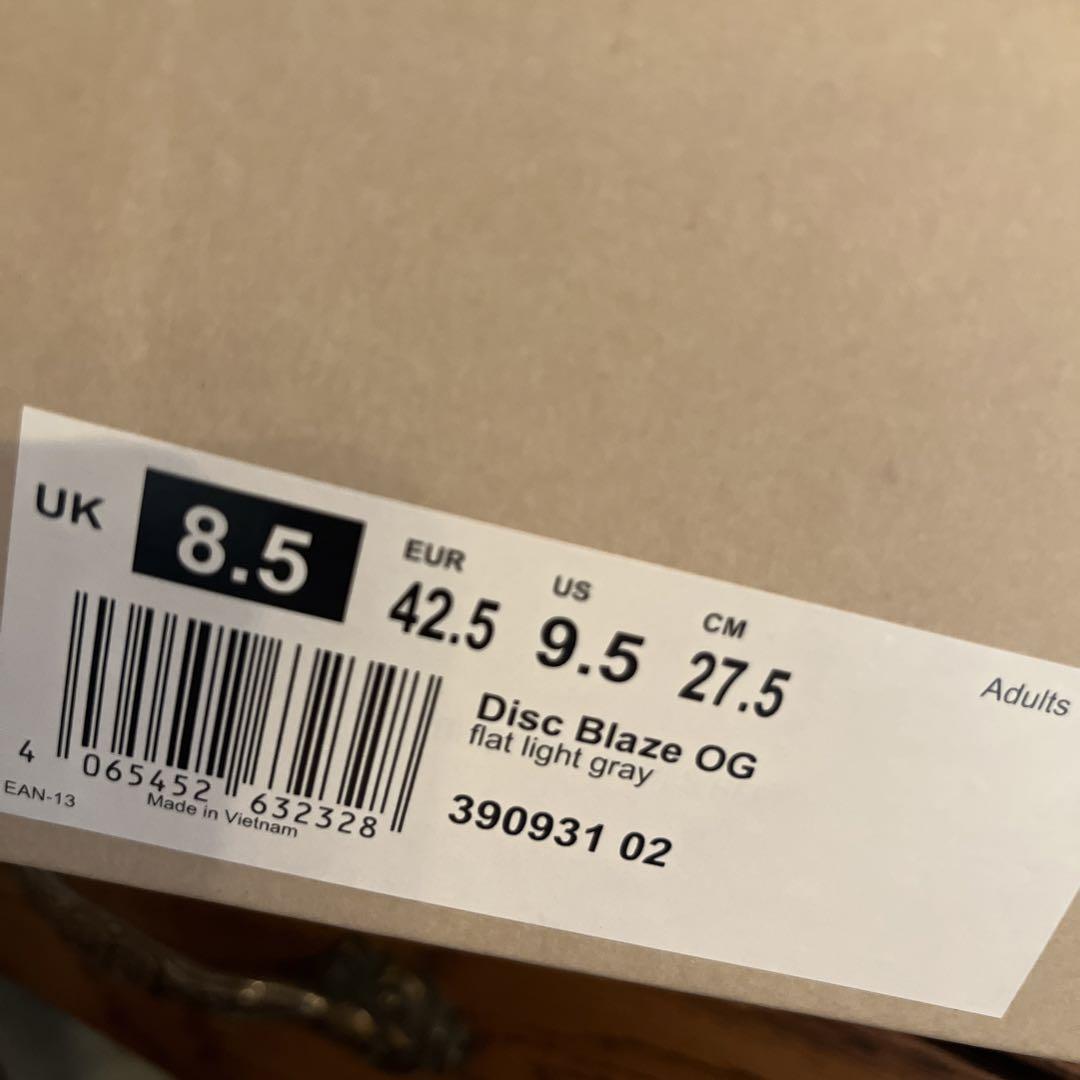 UK 8.5
EUR 42.5
US 9.5
CM 27.5
Adults
Disc Blaze OG
flat light gray
390931 02
4 065452 632328
EAN-13
Made in Vietnam